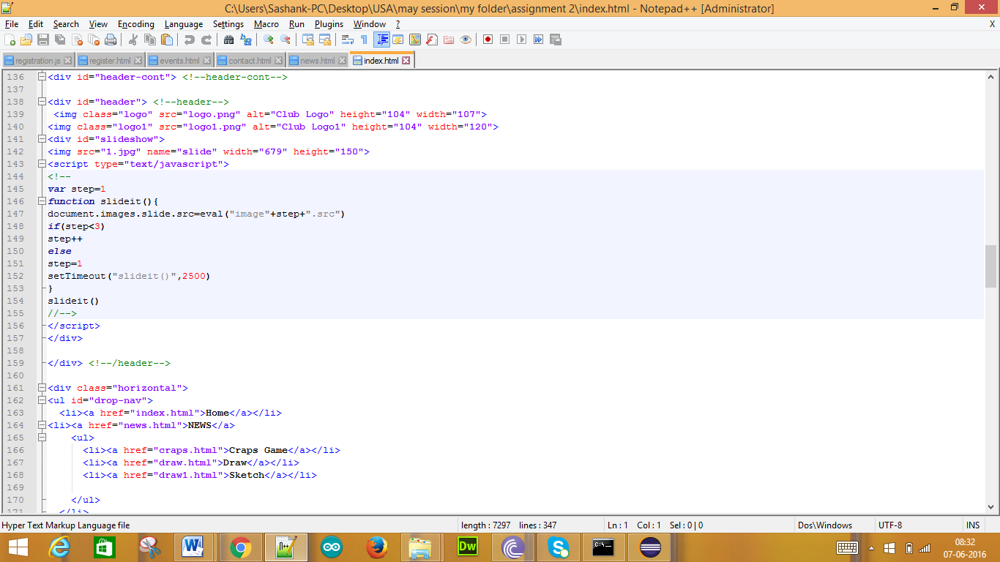 C:\Users\Sashank-PC\Desktop\USA\may session\my folder\assignment 2\index.html - Notepad++ [Administrator]
File Edit Search View Encoding Language Settings Macro Run Plugins Window ? X
registration.js register.html events.html contact.html news.html index.html
136 <div id="header-cont"> <!--header-cont-->
137
138 <div id="header"> <!--header-->
139 <img class="logo" src="logo.png" alt="Club Logo" height="104" width="107">
140 <img class="logo1" src="logo1.png" alt="Club Logo1" height="104" width="120">
141 <div id="slideshow">
142 <img src="1.jpg" name="slide" width="679" height="150">
143 <script type="text/javascript">
144 <!--
145 var step=1
146 function slideit(){
147 document.images.slide.src=eval("image"+step+".src")
148 if(step<3)
149 step++
150 else
151 step=1
152 setTimeout("slideit()",2500)
153 }
154 slideit()
155 //-->
156 </script>
157 </div>
158
159 </div> <!--/header-->
160
161 <div class="horizontal">
162 <ul id="drop-nav">
163 <li><a href="index.html">Home</a></li>
164 <li><a href="news.html">NEWS</a>
165 <ul>
166 <li><a href="craps.html">Craps Game</a></li>
167 <li><a href="draw.html">Draw</a></li>
168 <li><a href="draw1.html">Sketch</a></li>
169
170 </ul>
171 </li>
Hyper Text Markup Language file length : 7297 lines : 347 Ln : 1 Col : 1 Sel : 0 | 0 Dos\Windows UTF-8 INS
Dw
08:32
07-06-2016